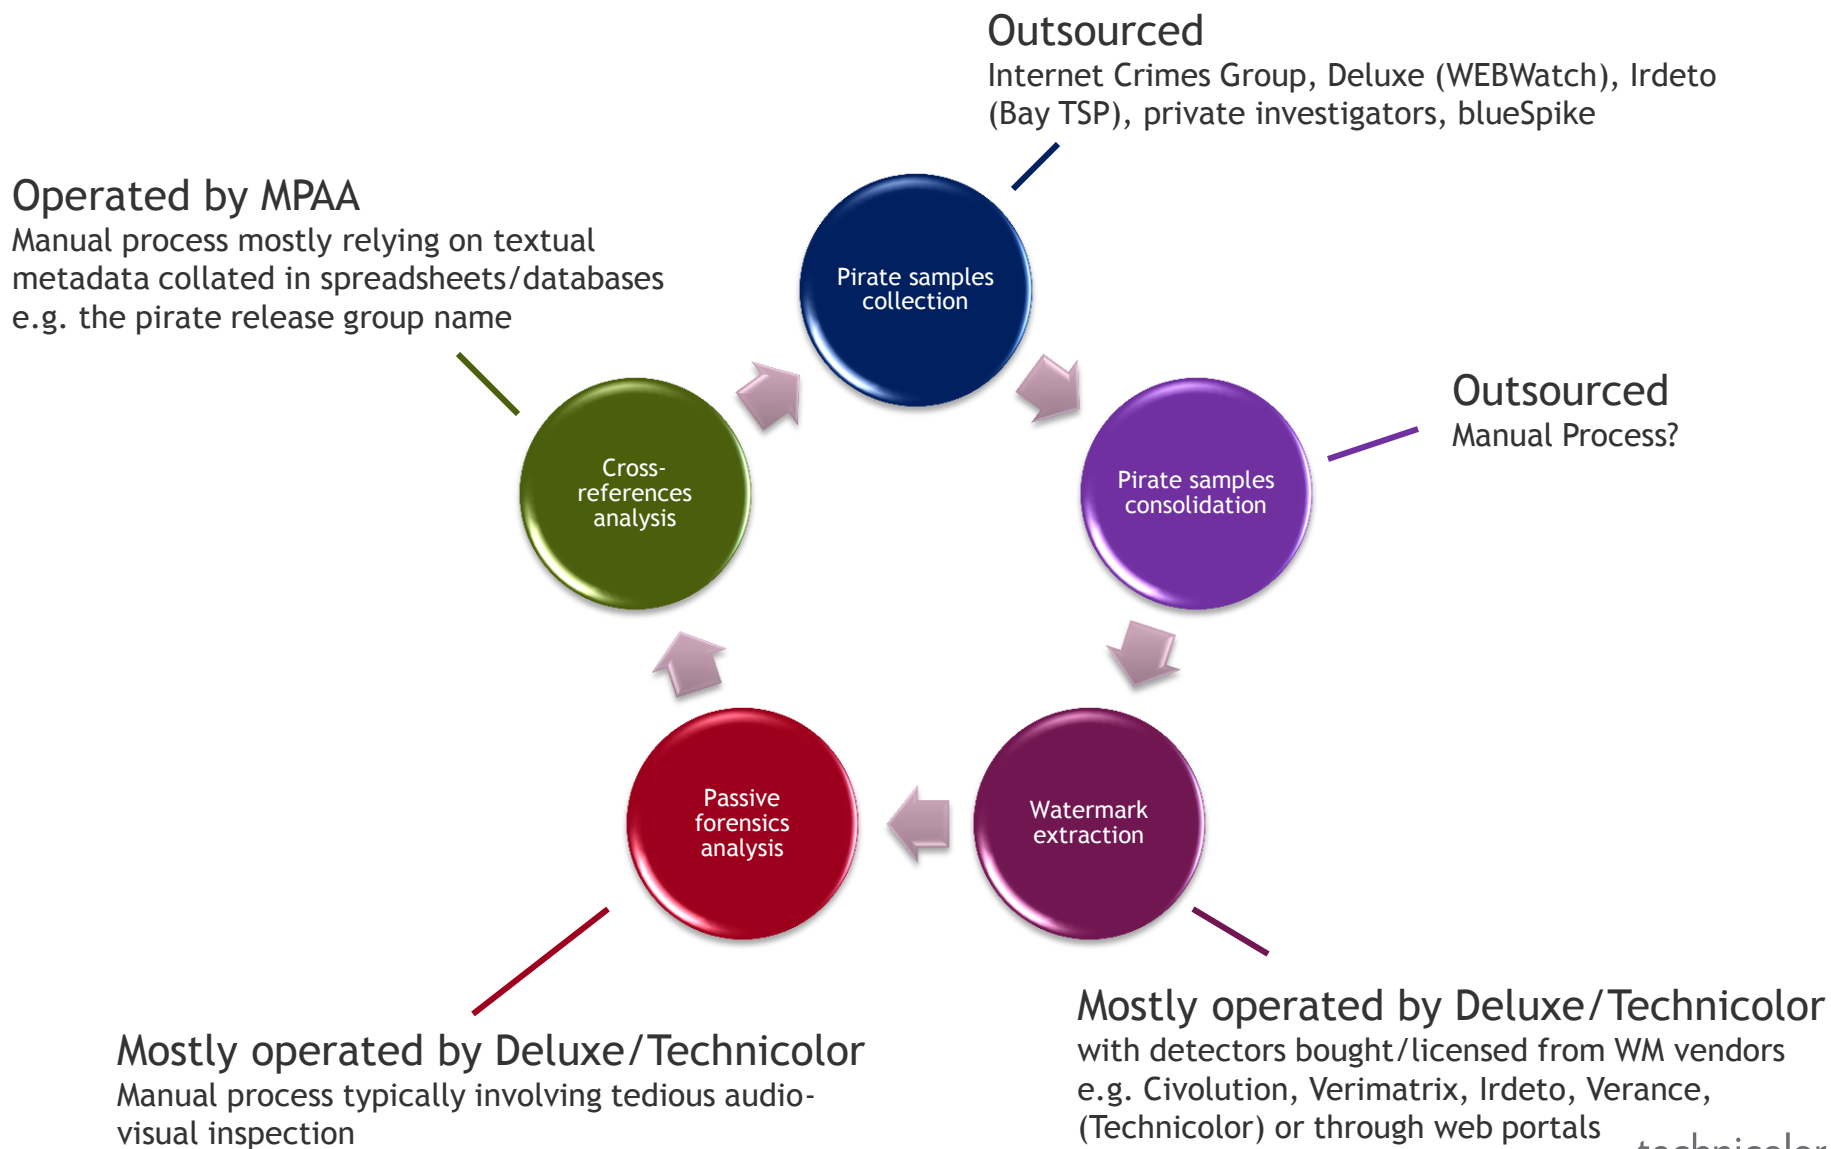 Outsourced
Internet Crimes Group, Deluxe (WEBWatch), Irdeto
(Bay TSP), private investigators, blueSpike
Operated by MPAA
Manual process mostly relying on textual
metadata collated in spreadsheets/databases
e.g. the pirate release group name
Pirate samples
collection
Outsourced
Manual Process?
Cross-
references
analysis
Pirate samples
consolidation
Passive
forensics
analysis
Watermark
extraction
Mostly operated by Deluxe/Technicolor
with detectors bought/licensed from WM vendors
e.g. Civolution, Verimatrix, Irdeto, Verance,
(Technicolor) or through web portals
Mostly operated by Deluxe/Technicolor
Manual process typically involving tedious audio-
visual inspection
technicolor